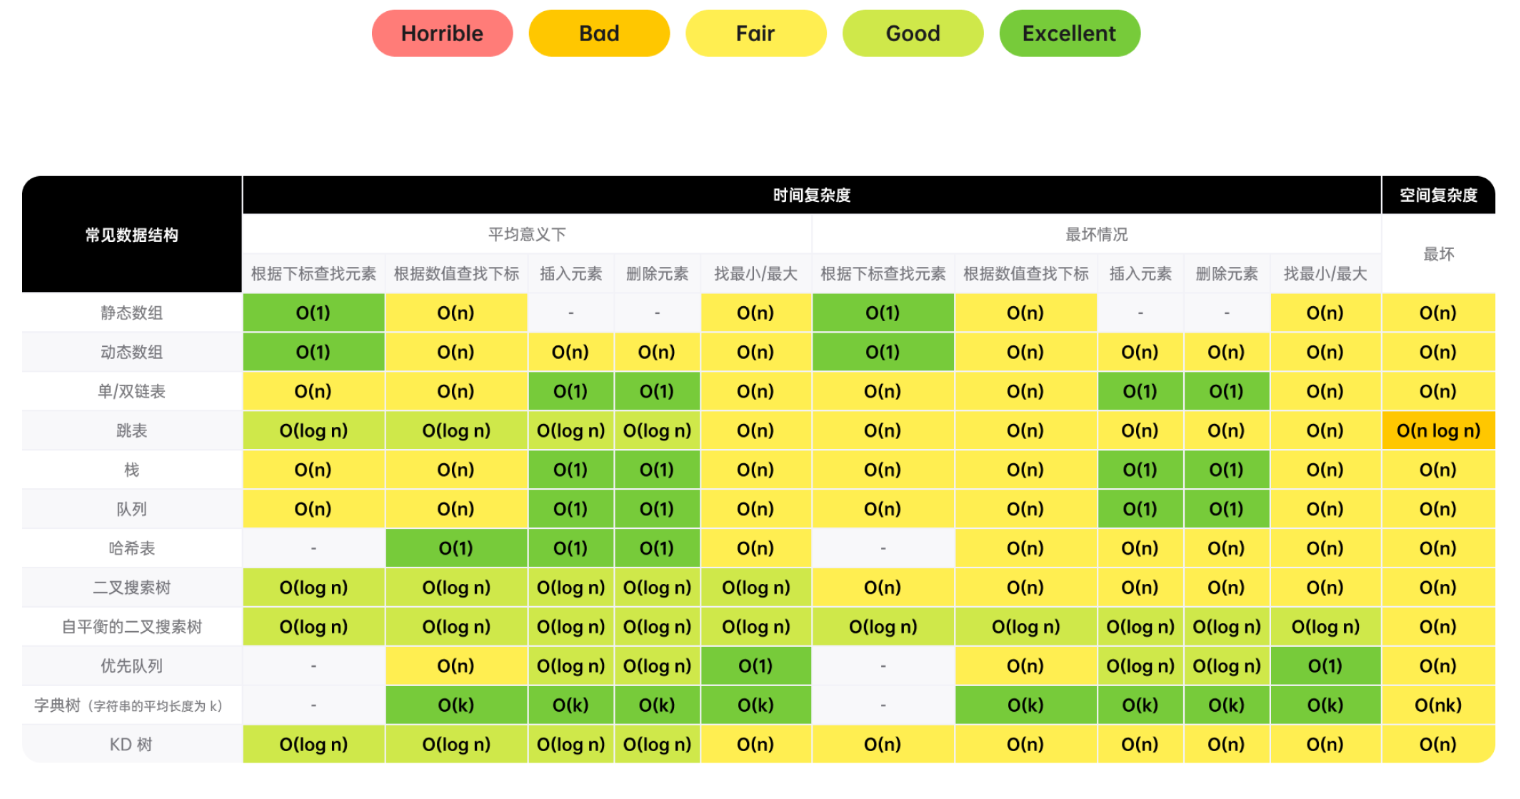 Horrible Bad Fair Good Excellent
常见数据结构 时间复杂度 空间复杂度
平均意义下 最坏情况 最坏
根据下标查找元素 根据数值查找下标 插入元素 删除元素 找最小/最大 根据下标查找元素 根据数值查找下标 插入元素 删除元素 找最小/最大
静态数组 O(1) O(n) - - O(n) O(1) O(n) - - O(n) O(n)
动态数组 O(1) O(n) O(n) O(n) O(n) O(1) O(n) O(n) O(n) O(n) O(n)
单/双链表 O(n) O(n) O(1) O(1) O(n) O(n) O(n) O(1) O(1) O(n) O(n)
跳表 O(log n) O(log n) O(log n) O(log n) O(n) O(n) O(n) O(n) O(n) O(n) O(n log n)
栈 O(n) O(n) O(1) O(1) O(n) O(n) O(n) O(1) O(1) O(n) O(n)
队列 O(n) O(n) O(1) O(1) O(n) O(n) O(n) O(1) O(1) O(n) O(n)
哈希表 - O(1) O(1) O(1) O(n) - O(n) O(n) O(n) O(n) O(n)
二叉搜索树 O(log n) O(log n) O(log n) O(log n) O(log n) O(n) O(n) O(n) O(n) O(n) O(n)
自平衡的二叉搜索树 O(log n) O(log n) O(log n) O(log n) O(log n) O(log n) O(log n) O(log n) O(log n) O(log n) O(n)
优先队列 - O(n) O(log n) O(log n) O(1) - O(n) O(log n) O(log n) O(1) O(n)
字典树（字符串的平均长度为 k） - O(k) O(k) O(k) O(k) - O(k) O(k) O(k) O(k) O(nk)
KD 树 O(log n) O(log n) O(log n) O(log n) O(n) O(n) O(n) O(n) O(n) O(n) O(n)